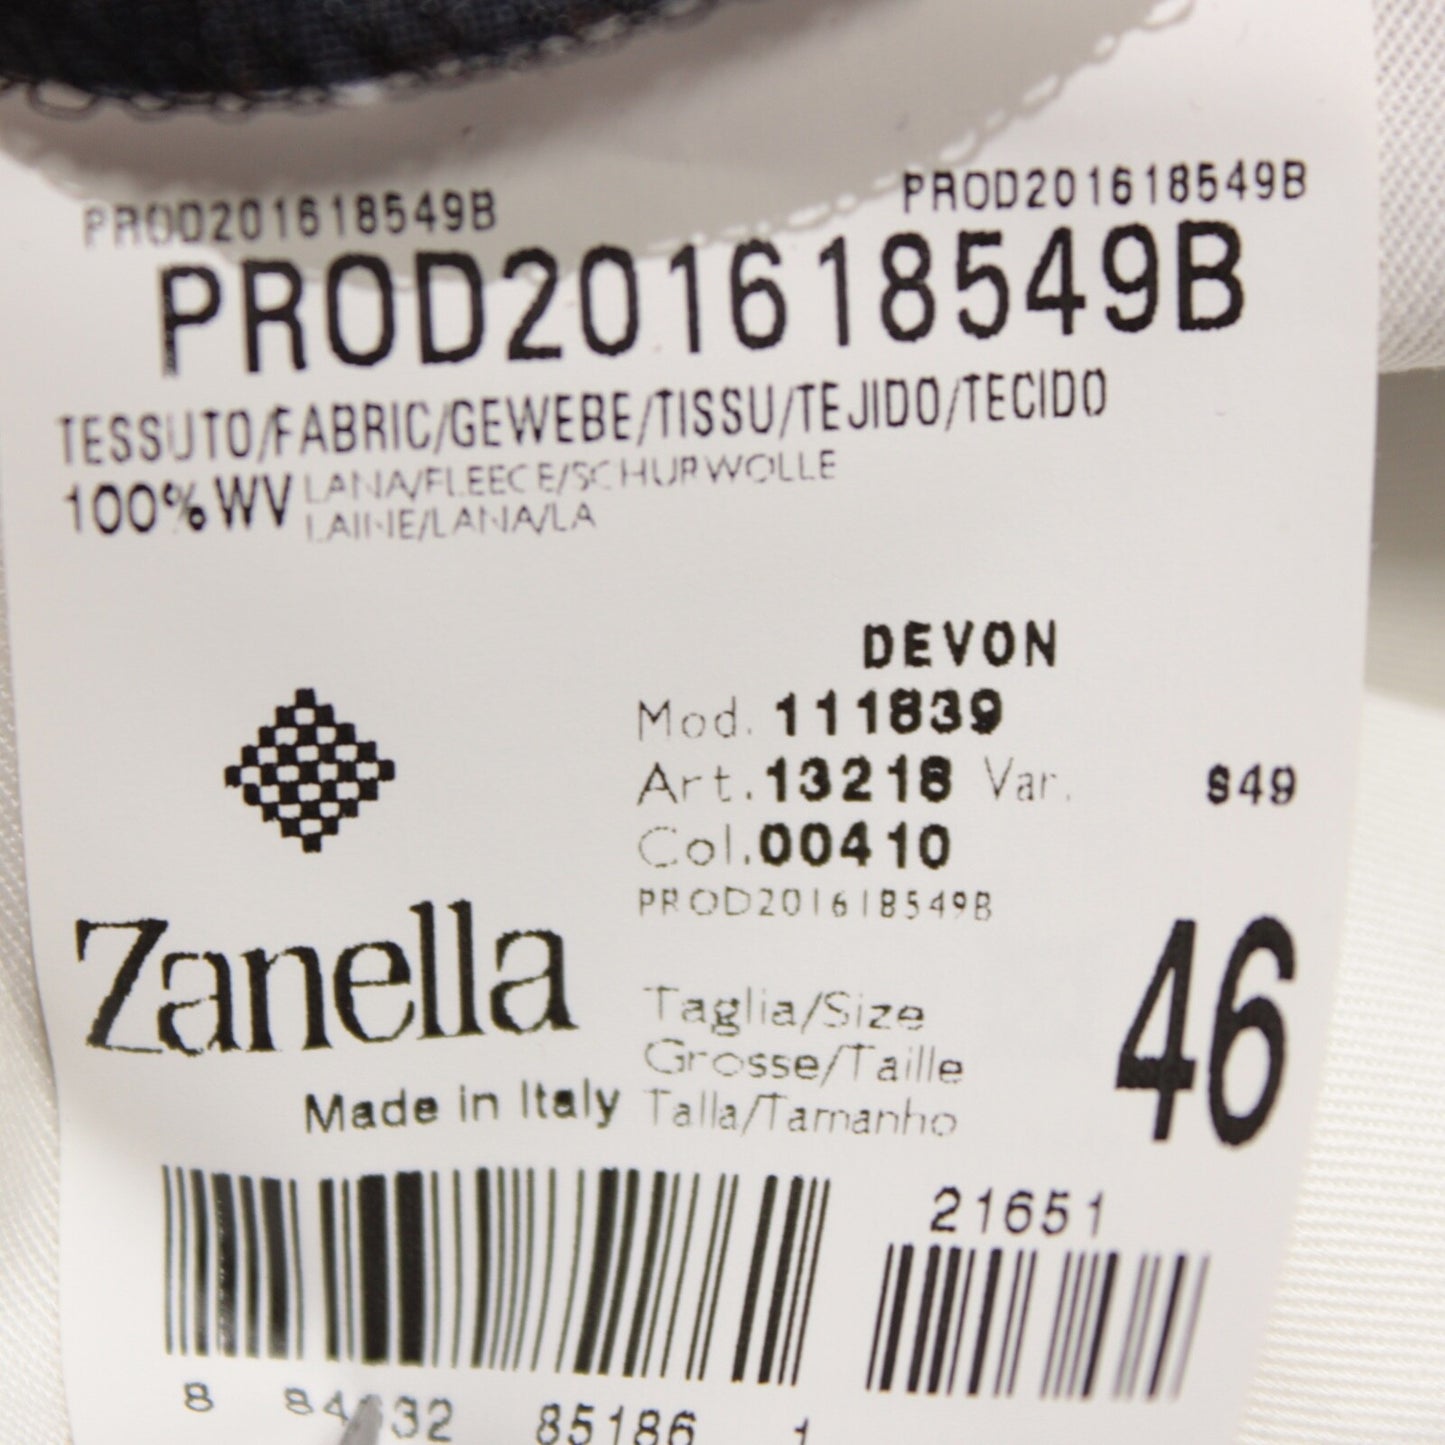 PROD201618549B PROD201618549B
PROD201618549B
TESSUTO/FABRIC/GEWEBE/TISSU/TEJIDO/TECIDO
100%WV LANA/FLEECE/SCHURWOLLE
LAINE/LANA/LA
DEVON
Mod. 111839
Art. 13218 Var. 849
Col. 00410
PROD201618549B
Zanella
Made in Italy
Taglia/Size
Grosse/Taille
Talla/Tamanho
46
21651
8 84632 85186 1